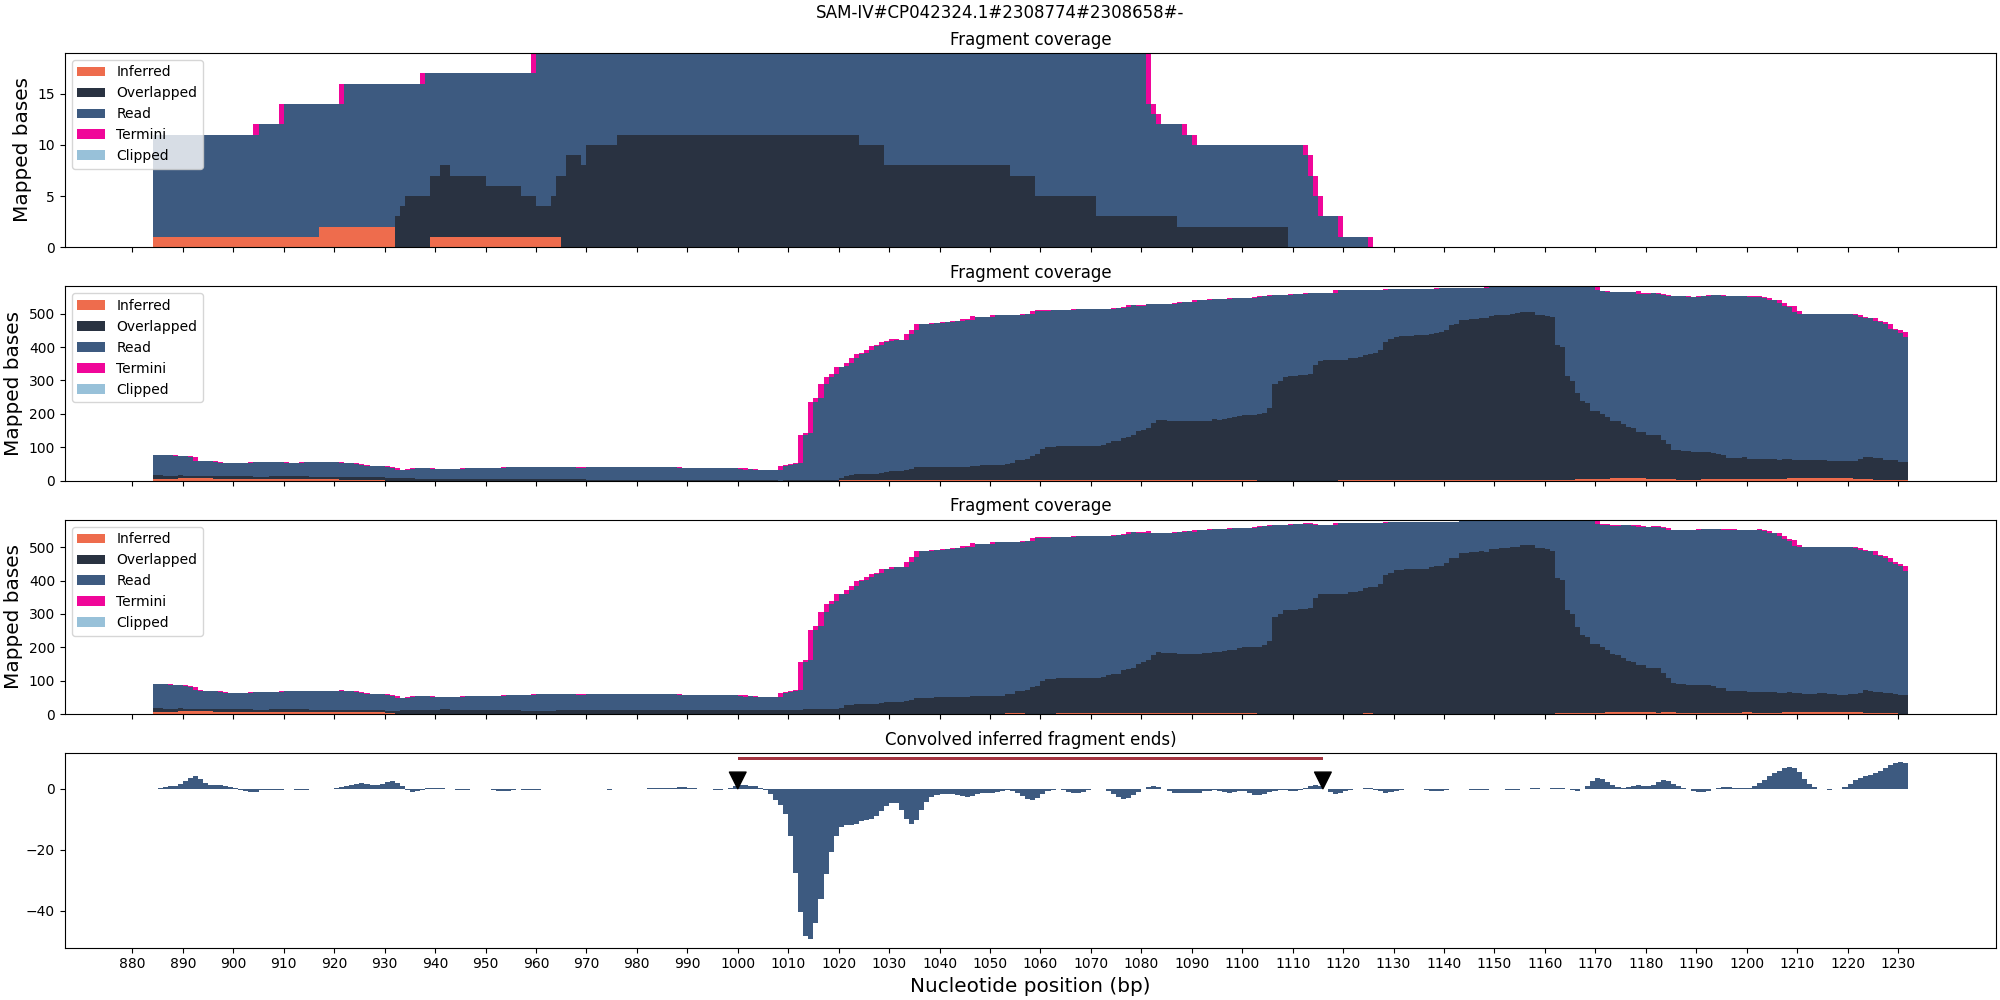 SAM-IV#CP042324.1#2308774#2308658#-
Fragment coverage
Mapped bases
15
10
5
0
Inferred
Overlapped
Read
Termini
Clipped
Fragment coverage
Mapped bases
500
400
300
200
100
0
Inferred
Overlapped
Read
Termini
Clipped
Fragment coverage
Mapped bases
500
400
300
200
100
0
Inferred
Overlapped
Read
Termini
Clipped
Convolved inferred fragment ends)
0
−20
−40
880 890 900 910 920 930 940 950 960 970 980 990 1000 1010 1020 1030 1040 1050 1060 1070 1080 1090 1100 1110 1120 1130 1140 1150 1160 1170 1180 1190 1200 1210 1220 1230
Nucleotide position (bp)